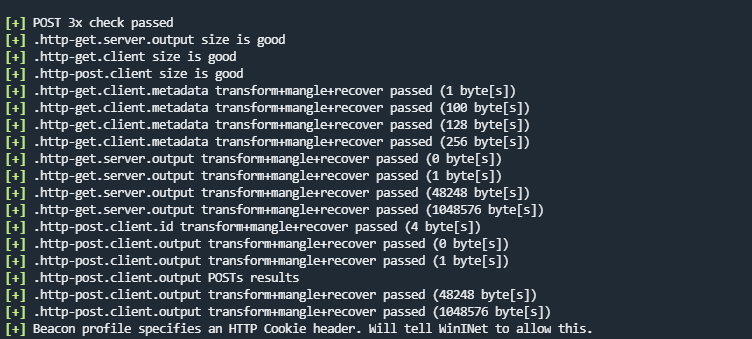 [+] POST 3x check passed
[+] .http-get.server.output size is good
[+] .http-get.client size is good
[+] .http-post.client size is good
[+] .http-get.client.metadata transform+mangle+recover passed (1 byte[s])
[+] .http-get.client.metadata transform+mangle+recover passed (100 byte[s])
[+] .http-get.client.metadata transform+mangle+recover passed (128 byte[s])
[+] .http-get.client.metadata transform+mangle+recover passed (256 byte[s])
[+] .http-get.server.output transform+mangle+recover passed (0 byte[s])
[+] .http-get.server.output transform+mangle+recover passed (1 byte[s])
[+] .http-get.server.output transform+mangle+recover passed (48248 byte[s])
[+] .http-get.server.output transform+mangle+recover passed (1048576 byte[s])
[+] .http-post.client.id transform+mangle+recover passed (4 byte[s])
[+] .http-post.client.output transform+mangle+recover passed (0 byte[s])
[+] .http-post.client.output transform+mangle+recover passed (1 byte[s])
[+] .http-post.client.output POSTs results
[+] .http-post.client.output transform+mangle+recover passed (48248 byte[s])
[+] .http-post.client.output transform+mangle+recover passed (1048576 byte[s])
[+] Beacon profile specifies an HTTP Cookie header. Will tell WinINet to allow this.